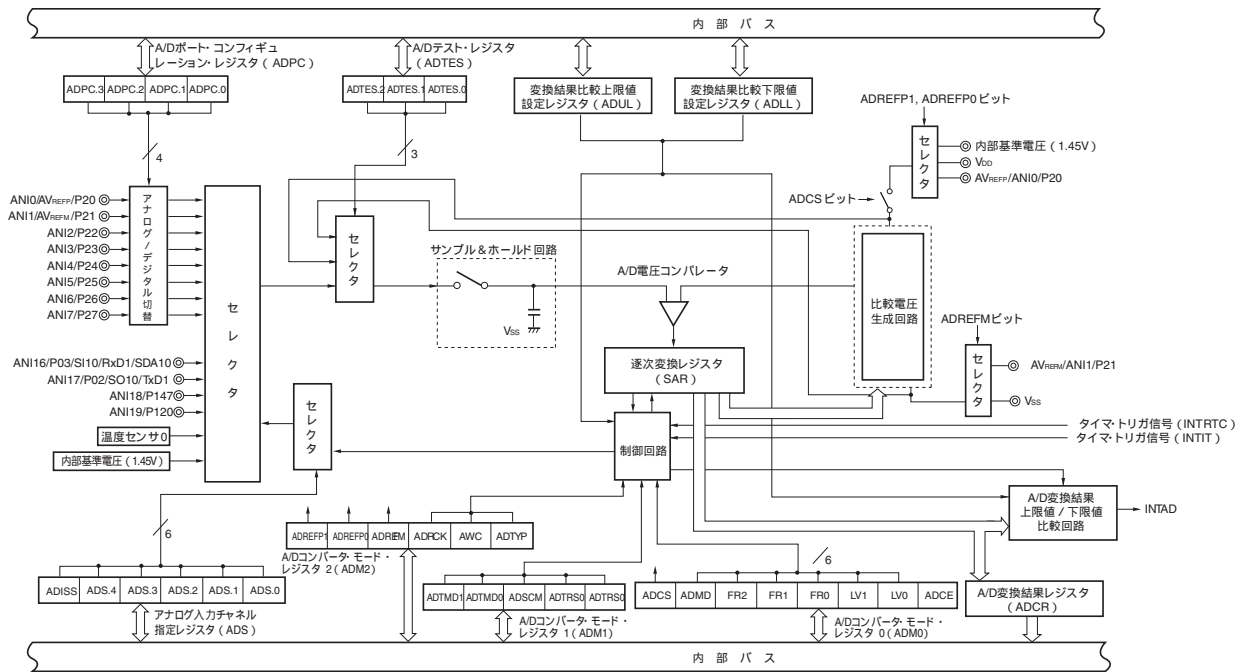 内 部 バ ス
A/Dポート・コンフィギュ
レーション・レジスタ（ADPC）
A/Dテスト・レジスタ
（ADTES）
ADPC.3 ADPC.2 ADPC.1 ADPC.0
ADTES.2 ADTES.1 ADTES.0
変換結果比較上限値
設定レジスタ（ADUL）
変換結果比較下限値
設定レジスタ（ADLL）
ADREFP1, ADREFP0ビット
セレクタ
内部基準電圧（1.45V）
VDD
AVREFP/ANI0/P20
4
3
ADCSビット
ANI0/AVREFP/P20
ANI1/AVREFM/P21
ANI2/P22
ANI3/P23
ANI4/P24
ANI5/P25
ANI6/P26
ANI7/P27
アナログ/デジタル切替
セレクタ
セレクタ
サンプル＆ホールド回路
VSS
A/D電圧コンパレータ
比較電圧
生成回路
ADREFMビット
セレクタ
AVREFM/ANI1/P21
VSS
逐次変換レジスタ
（SAR）
ANI16/P03/SI10/RxD1/SDA10
ANI17/P02/SO10/TxD1
ANI18/P147
ANI19/P120
温度センサ0
内部基準電圧（1.45V）
セレクタ
制御回路
タイマ・トリガ信号（INTRTC）
タイマ・トリガ信号（INTIT）
A/D変換結果
上限値 / 下限値
比較回路
INTAD
6
ADREFP1 ADREFP0 ADREFM ADRCK AWC ADTYP
A/Dコンバータ・モード・
レジスタ 2（ADM2）
6
ADISS ADS.4 ADS.3 ADS.2 ADS.1 ADS.0
アナログ入力チャネル
指定レジスタ（ADS）
ADTMD1 ADTMD0 ADSCM ADTRS0 ADTRS0
A/Dコンバータ・モード・
レジスタ 1（ADM1）
ADCS ADMD FR2 FR1 FR0 LV1 LV0 ADCE
A/Dコンバータ・モード・
レジスタ 0（ADM0）
A/D変換結果レジスタ
（ADCR）
内 部 バ ス